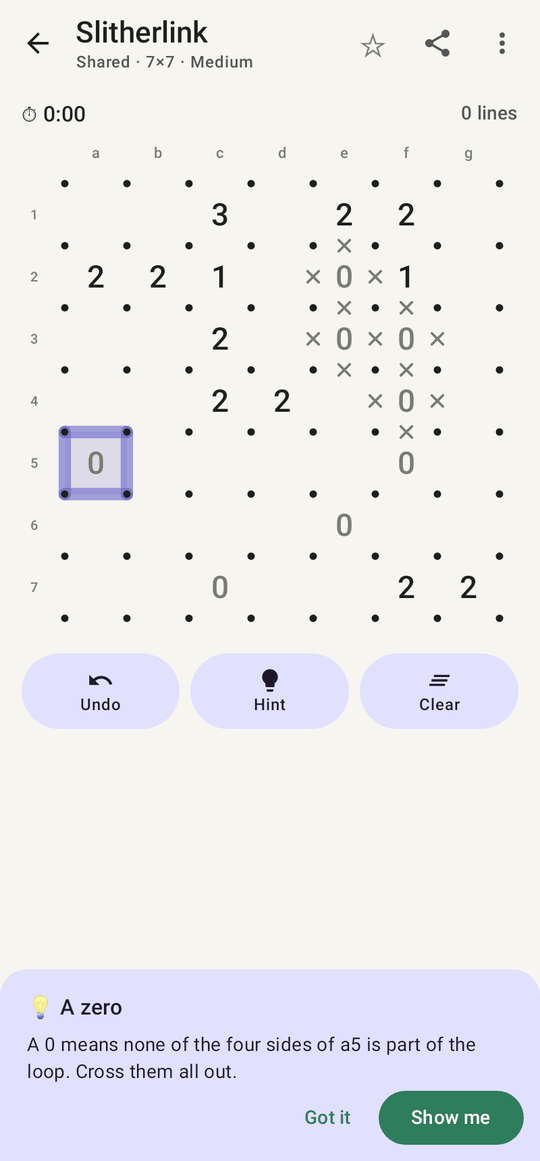 Slitherlink
Shared · 7×7 · Medium
0:00
0 lines
a b c d e f g
1 3 2 2
×
2 2 2 1 × 0 × 1
× ×
3 2 × 0 × 0 ×
× ×
4 2 2 × 0 ×
×
5 0 0
6 0
7 0 2 2
Undo Hint Clear
A zero
A 0 means none of the four sides of a5 is part of the
loop. Cross them all out.
Got it Show me